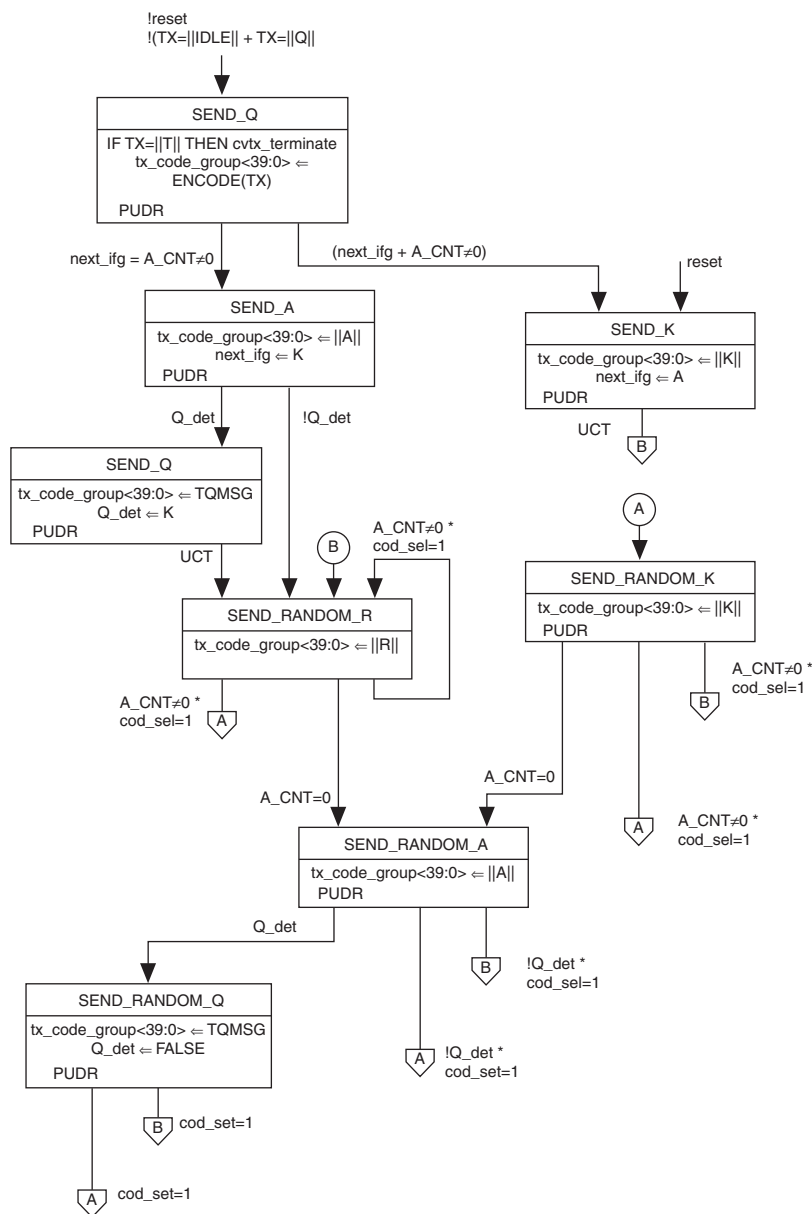 !reset
!(TX=||IDLE|| + TX=||Q||
SEND_Q
IF TX=||T|| THEN cvtx_terminate
tx_code_group<39:0> ⇐
ENCODE(TX)
PUDR
next_ifg = A_CNT≠0
(next_ifg + A_CNT≠0)
reset
SEND_A
tx_code_group<39:0> ⇐ ||A||
next_ifg ⇐ K
PUDR
SEND_K
tx_code_group<39:0> ⇐ ||K||
next_ifg ⇐ A
PUDR
Q_det
!Q_det
UCT
B
SEND_Q
tx_code_group<39:0> ⇐ TQMSG
Q_det ⇐ K
PUDR
UCT
B
A_CNT≠0 *
cod_sel=1
A
SEND_RANDOM_K
tx_code_group<39:0> ⇐ ||K||
PUDR
SEND_RANDOM_R
tx_code_group<39:0> ⇐ ||R||
A_CNT≠0 *
cod_sel=1
A
A_CNT≠0 *
cod_sel=1
B
A_CNT=0
A_CNT=0
A
A_CNT≠0 *
cod_sel=1
SEND_RANDOM_A
tx_code_group<39:0> ⇐ ||A||
PUDR
Q_det
B
!Q_det *
cod_sel=1
SEND_RANDOM_Q
tx_code_group<39:0> ⇐ TQMSG
Q_det ⇐ FALSE
PUDR
A
!Q_det *
cod_set=1
B
cod_set=1
A
cod_set=1